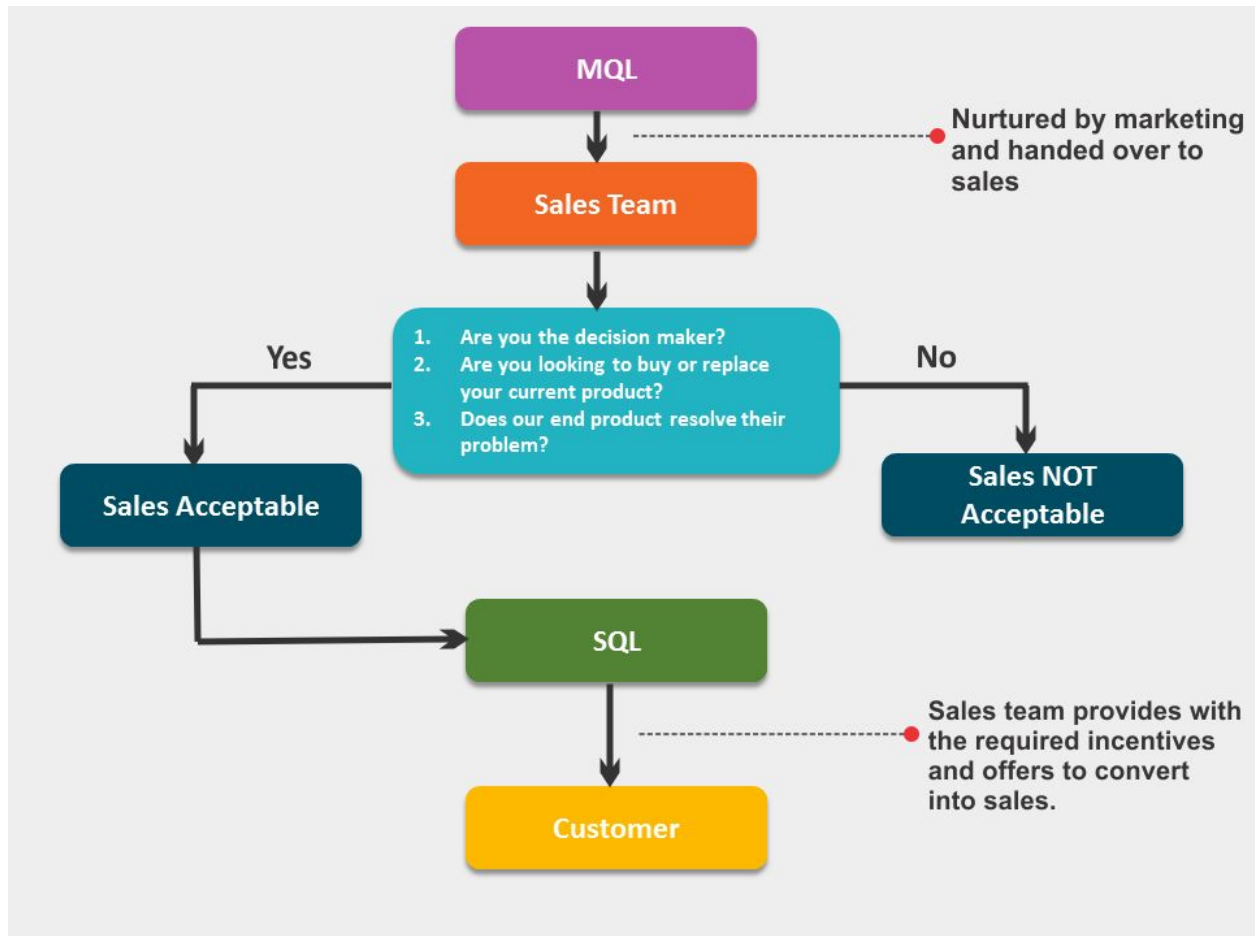 MQL
Nurtured by marketing
and handed over to
sales
Sales Team
1. Are you the decision maker?
2. Are you looking to buy or replace
your current product?
3. Does our end product resolve their
problem?
Yes
No
Sales Acceptable
Sales NOT
Acceptable
SQL
Sales team provides with
the required incentives
and offers to convert
into sales.
Customer